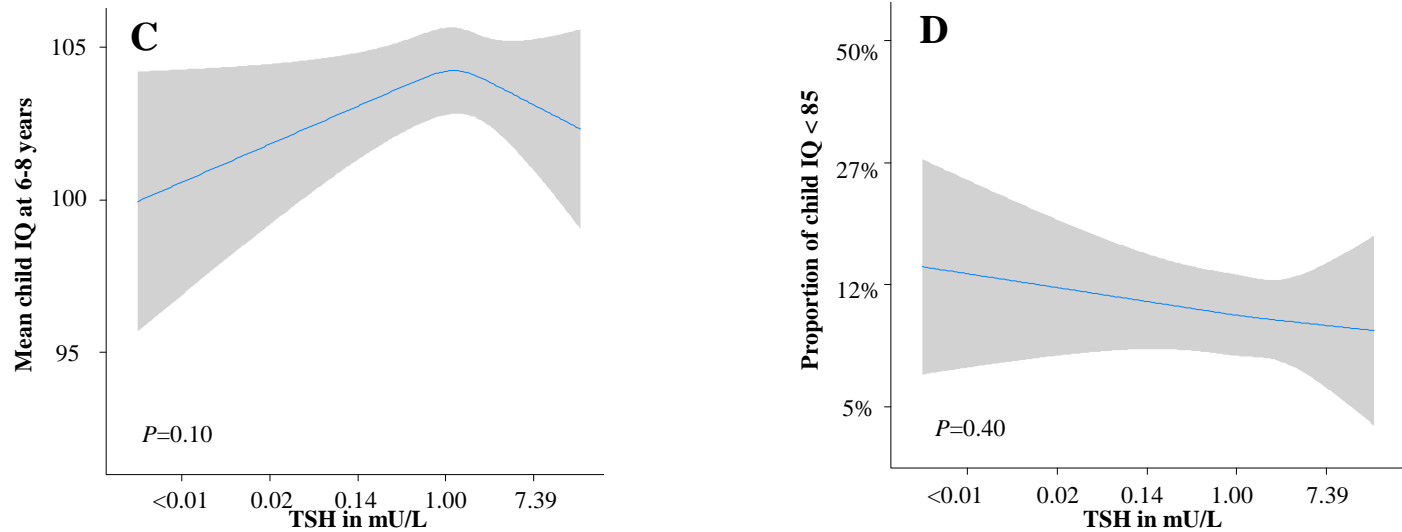 C
Mean child IQ at 6-8 years
105
100
95
P=0.10
<0.01 0.02 0.14 1.00 7.39
TSH in mU/L
D
Proportion of child IQ < 85
50%
27%
12%
5%
P=0.40
<0.01 0.02 0.14 1.00 7.39
TSH in mU/L